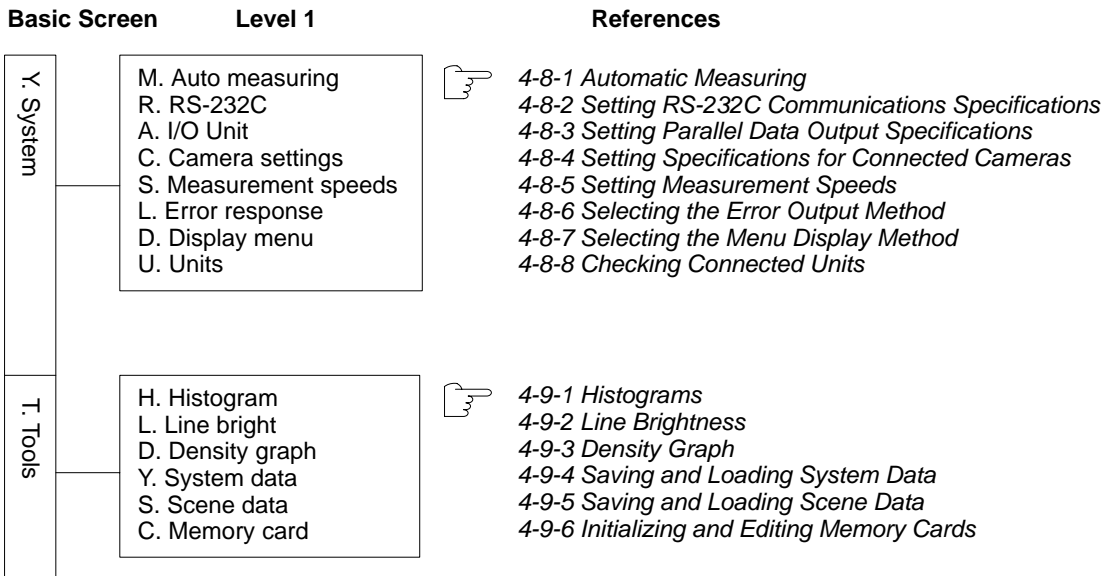 Basic Screen Level 1 References
Y. System
M. Auto measuring 4-8-1 Automatic Measuring
R. RS-232C 4-8-2 Setting RS-232C Communications Specifications
A. I/O Unit 4-8-3 Setting Parallel Data Output Specifications
C. Camera settings 4-8-4 Setting Specifications for Connected Cameras
S. Measurement speeds 4-8-5 Setting Measurement Speeds
L. Error response 4-8-6 Selecting the Error Output Method
D. Display menu 4-8-7 Selecting the Menu Display Method
U. Units 4-8-8 Checking Connected Units
T. Tools
H. Histogram 4-9-1 Histograms
L. Line bright 4-9-2 Line Brightness
D. Density graph 4-9-3 Density Graph
Y. System data 4-9-4 Saving and Loading System Data
S. Scene data 4-9-5 Saving and Loading Scene Data
C. Memory card 4-9-6 Initializing and Editing Memory Cards